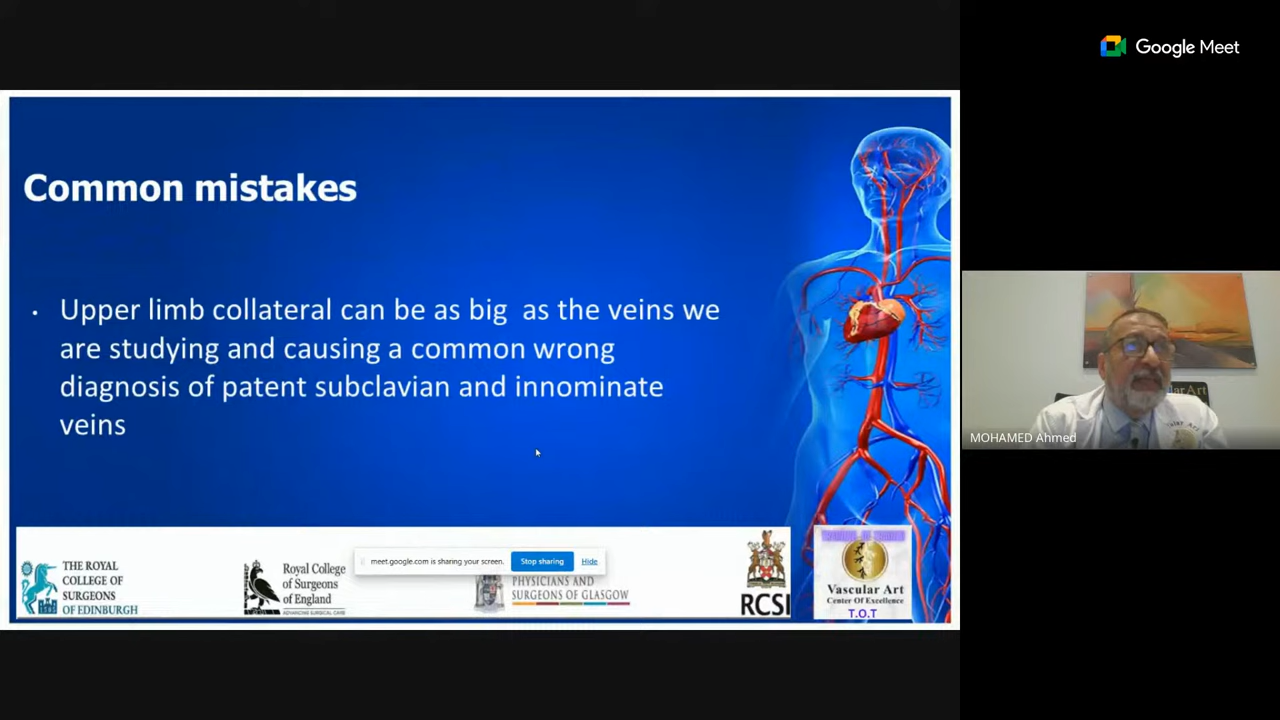 Google Meet
Common mistakes
• Upper limb collateral can be as big as the veins we
are studying and causing a common wrong
diagnosis of patent subclavian and innominate
veins
MOHAMED Ahmed
THE ROYAL
COLLEGE OF
SURGEONS
OF EDINBURGH
Royal College
of Surgeons
of England
ADVANCING SURGICAL CARE
meet.google.com is sharing your screen.
Stop sharing
Hide
PHYSICIANS AND
SURGEONS OF GLASGOW
RCSI
Vascular Art
Center Of Excellence
T.O.T